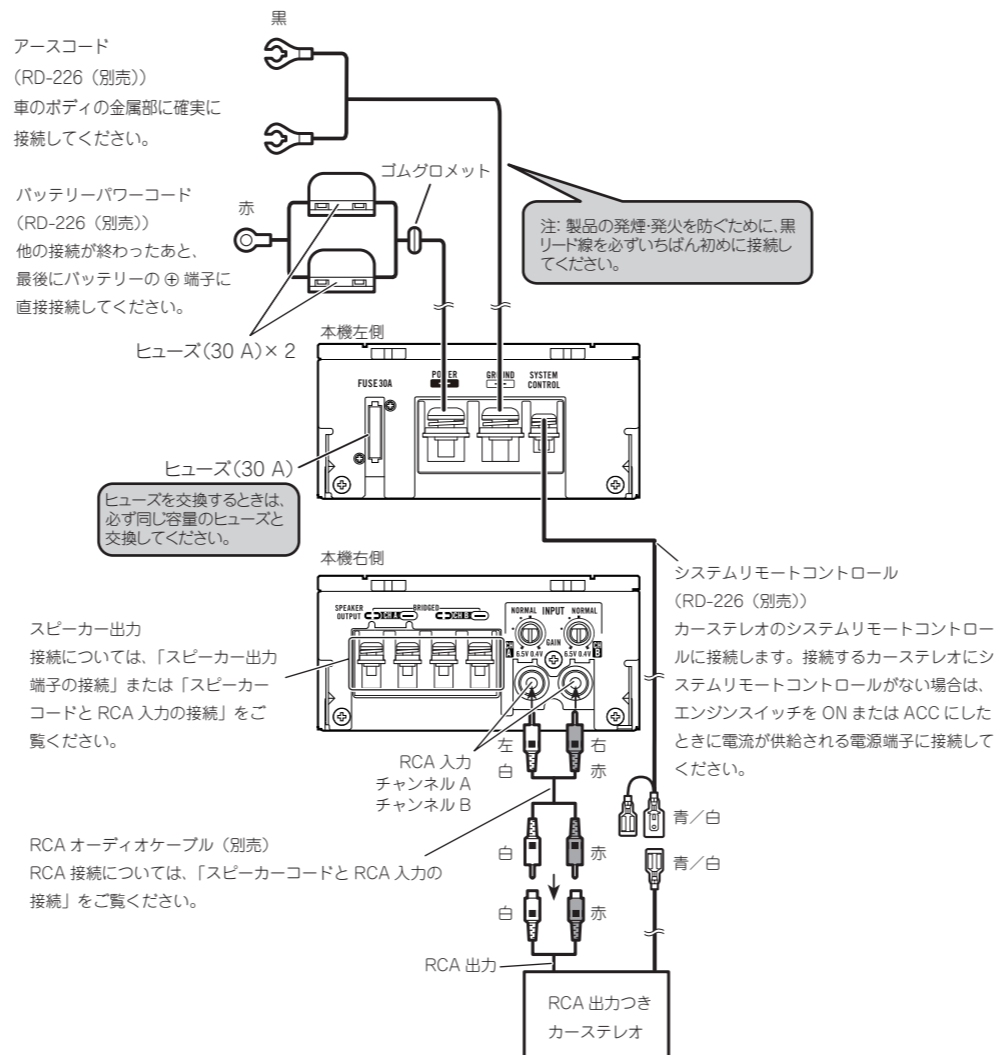 黒
アースコード
(RD-226（別売))
車のボディの金属部に確実に
接続してください。
バッテリーパワーコード
(RD-226（別売))
他の接続が終わったあと、
最後にバッテリーの ⊕ 端子に
直接接続してください。
赤
ゴムグロメット
注: 製品の発煙・発火を防ぐために、黒
リード線を必ずいちばん初めに接続し
てください。
ヒューズ(30 A)× 2
本機左側
FUSE 30A
POWER
+
GROUND
−
SYSTEM
CONTROL
ヒューズ(30 A)
ヒューズを交換するときは、
必ず同じ容量のヒューズと
交換してください。
本機右側
SPEAKER
OUTPUT
+ CH A −
BRIDGED
+ CH B −
NORMAL INPUT NORMAL
GAIN
CH A
6.5V 0.4V
6.5V 0.4V
CH B
スピーカー出力
接続については、「スピーカー出力
端子の接続」または「スピーカー
コードと RCA 入力の接続」をご
覧ください。
システムリモートコントロール
(RD-226（別売))
カーステレオのシステムリモートコントロー
ルに接続します。接続するカーステレオにシ
ステムリモートコントロールがない場合は、
エンジンスイッチを ON または ACC にした
ときに電流が供給される電源端子に接続して
ください。
RCA 入力
チャンネル A
チャンネル B
左
白
右
赤
青／白
青／白
RCA オーディオケーブル（別売）
RCA 接続については、「スピーカーコードと RCA 入力の
接続」をご覧ください。
白
赤
白
赤
RCA 出力
RCA 出力つき
カーステレオ